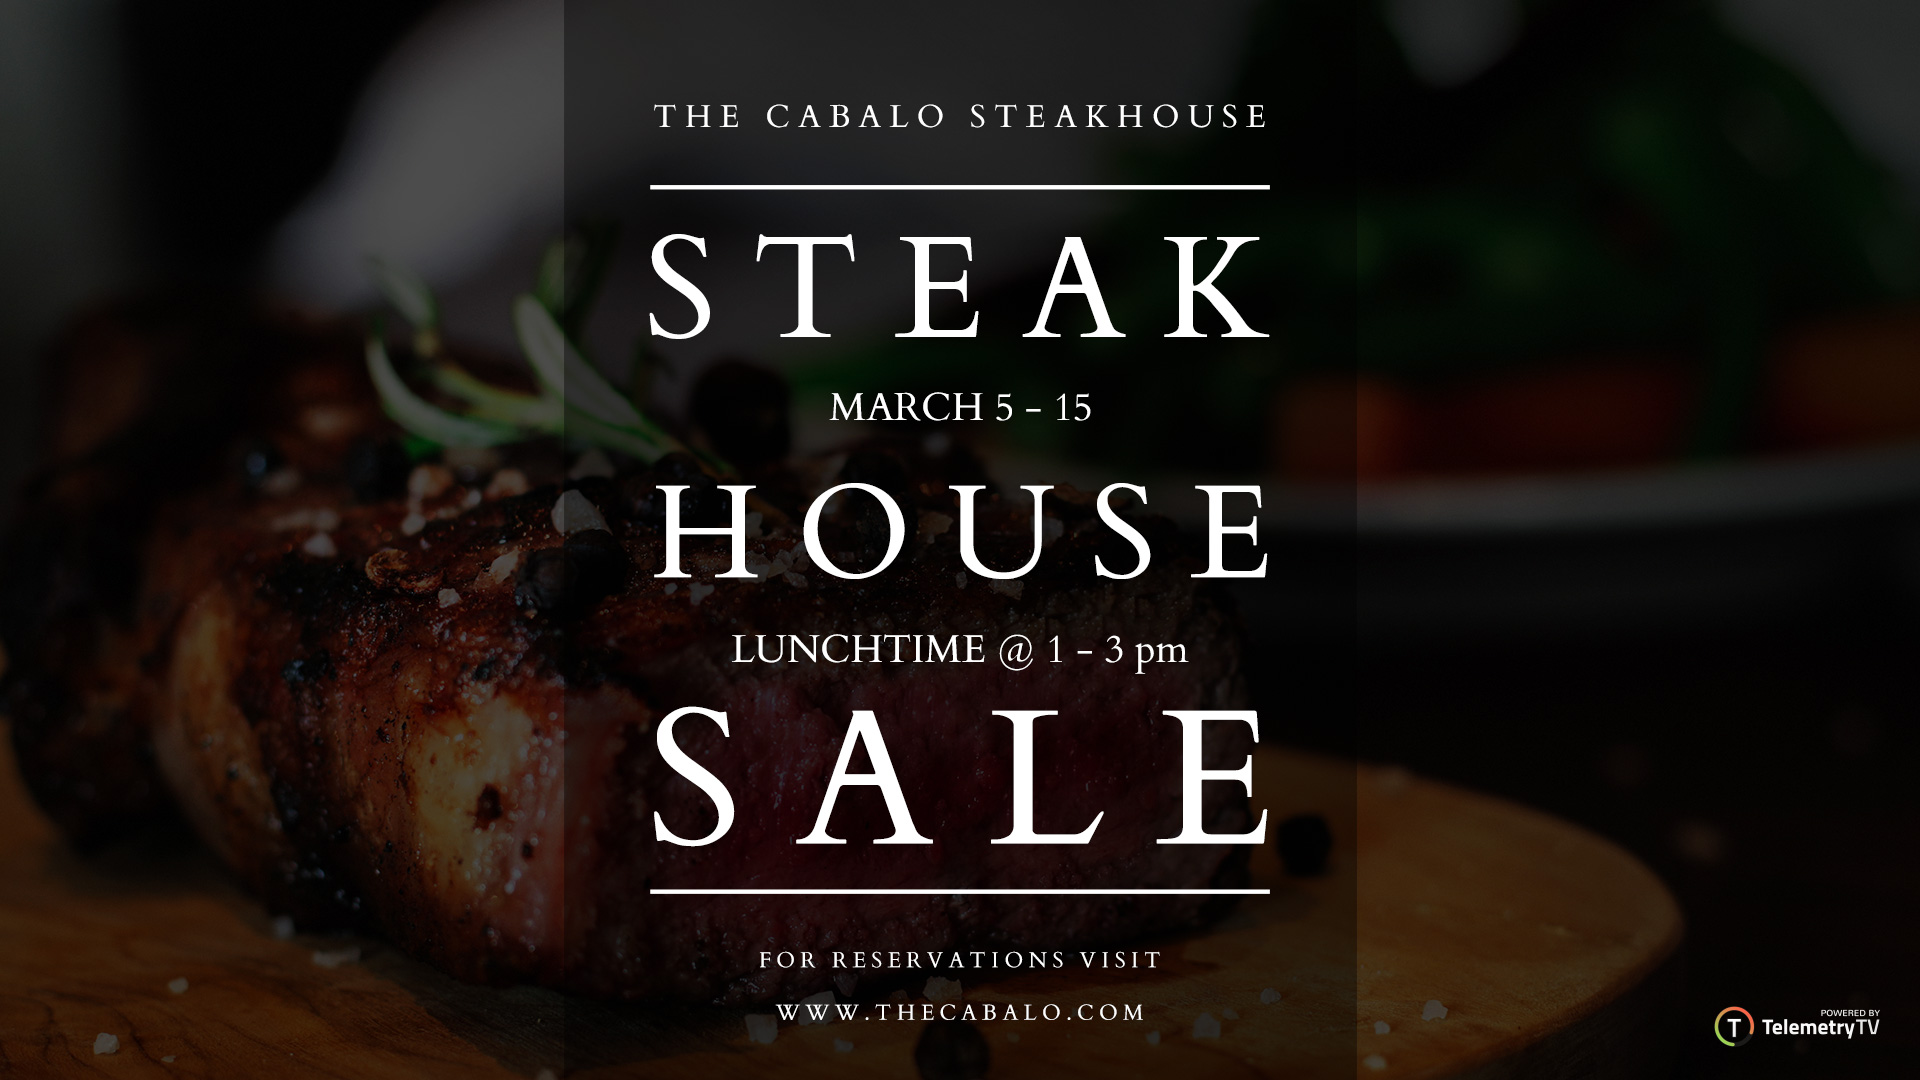 THE CABALO STEAKHOUSE
STEAK
MARCH 5 - 15
HOUSE
LUNCHTIME @ 1 - 3 pm
SALE
FOR RESERVATIONS VISIT
WWW.THECABALO.COM
T
POWERED BY
TelemetryTV